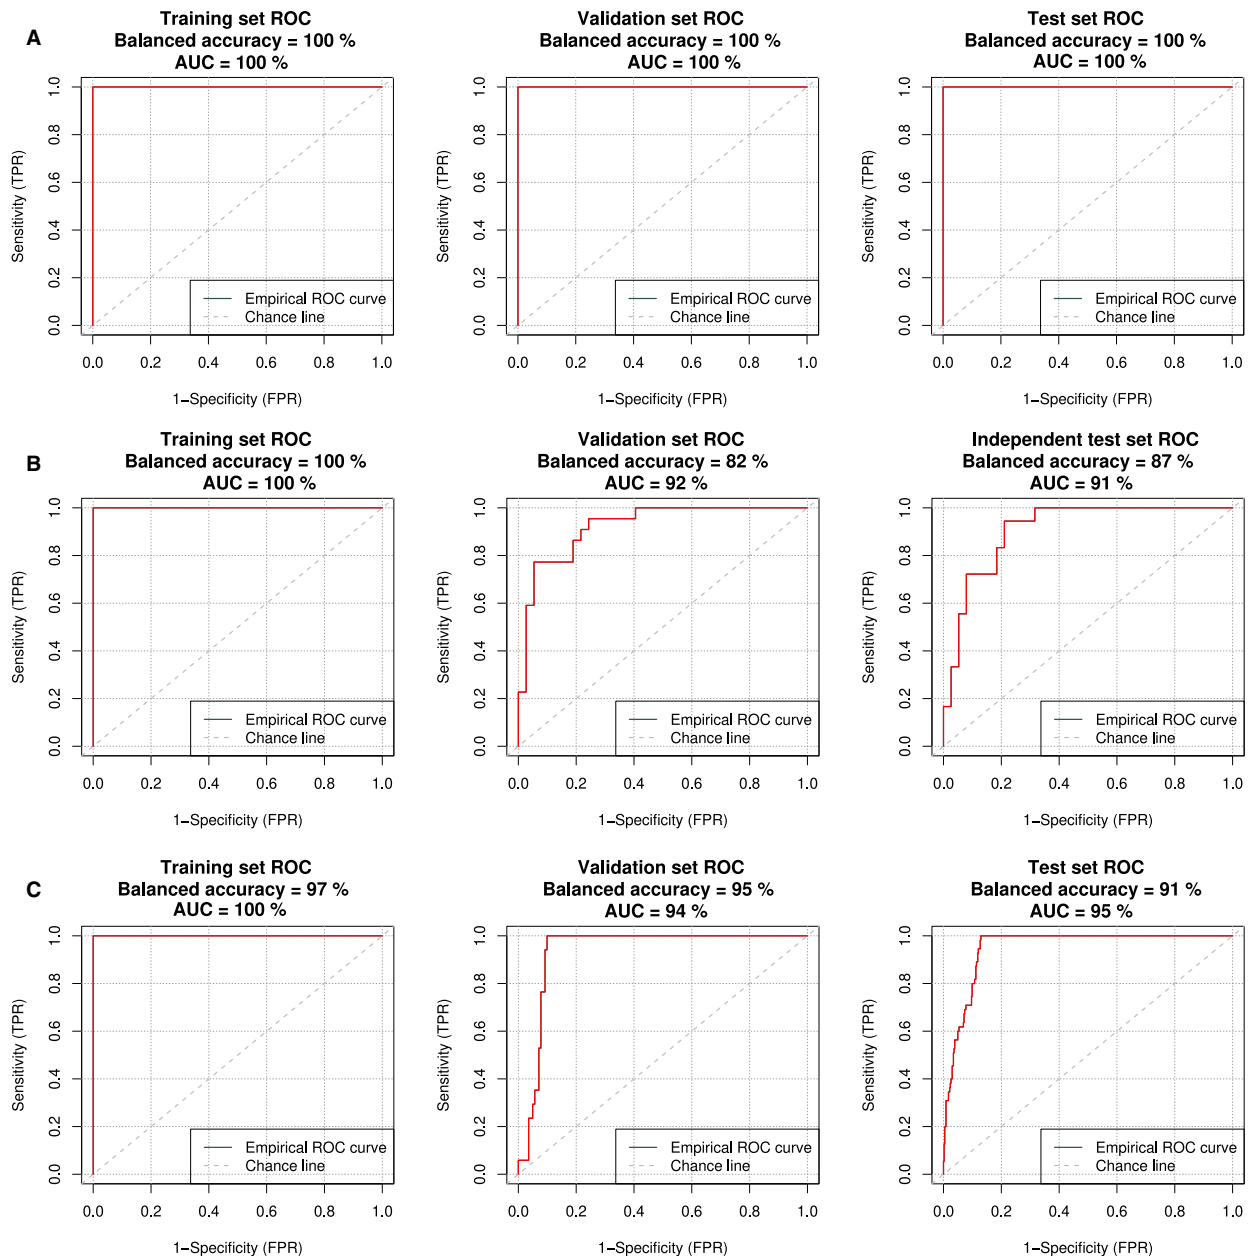 A
Training set ROC
Balanced accuracy = 100 %
AUC = 100 %
Sensitivity (TPR)
1.0
0.8
0.6
0.4
0.2
0.0
Empirical ROC curve
Chance line
0.0 0.2 0.4 0.6 0.8 1.0
1−Specificity (FPR)
Validation set ROC
Balanced accuracy = 100 %
AUC = 100 %
Sensitivity (TPR)
1.0
0.8
0.6
0.4
0.2
0.0
Empirical ROC curve
Chance line
0.0 0.2 0.4 0.6 0.8 1.0
1−Specificity (FPR)
Test set ROC
Balanced accuracy = 100 %
AUC = 100 %
Sensitivity (TPR)
1.0
0.8
0.6
0.4
0.2
0.0
Empirical ROC curve
Chance line
0.0 0.2 0.4 0.6 0.8 1.0
1−Specificity (FPR)
B
Training set ROC
Balanced accuracy = 100 %
AUC = 100 %
Sensitivity (TPR)
1.0
0.8
0.6
0.4
0.2
0.0
Empirical ROC curve
Chance line
0.0 0.2 0.4 0.6 0.8 1.0
1−Specificity (FPR)
Validation set ROC
Balanced accuracy = 82 %
AUC = 92 %
Sensitivity (TPR)
1.0
0.8
0.6
0.4
0.2
0.0
Empirical ROC curve
Chance line
0.0 0.2 0.4 0.6 0.8 1.0
1−Specificity (FPR)
Independent test set ROC
Balanced accuracy = 87 %
AUC = 91 %
Sensitivity (TPR)
1.0
0.8
0.6
0.4
0.2
0.0
Empirical ROC curve
Chance line
0.0 0.2 0.4 0.6 0.8 1.0
1−Specificity (FPR)
C
Training set ROC
Balanced accuracy = 97 %
AUC = 100 %
Sensitivity (TPR)
1.0
0.8
0.6
0.4
0.2
0.0
Empirical ROC curve
Chance line
0.0 0.2 0.4 0.6 0.8 1.0
1−Specificity (FPR)
Validation set ROC
Balanced accuracy = 95 %
AUC = 94 %
Sensitivity (TPR)
1.0
0.8
0.6
0.4
0.2
0.0
Empirical ROC curve
Chance line
0.0 0.2 0.4 0.6 0.8 1.0
1−Specificity (FPR)
Test set ROC
Balanced accuracy = 91 %
AUC = 95 %
Sensitivity (TPR)
1.0
0.8
0.6
0.4
0.2
0.0
Empirical ROC curve
Chance line
0.0 0.2 0.4 0.6 0.8 1.0
1−Specificity (FPR)